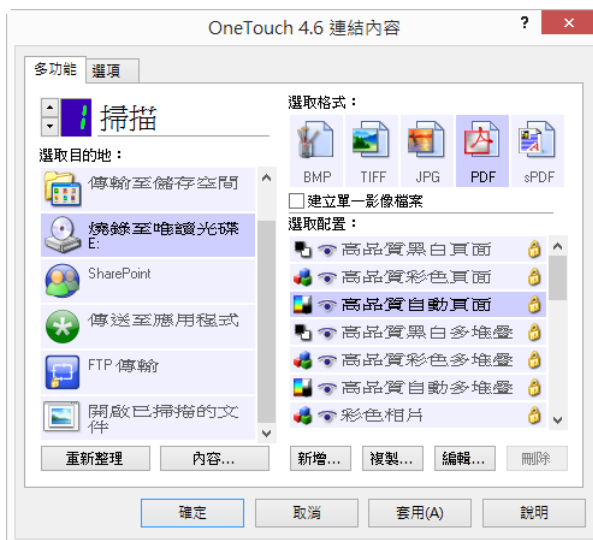 OneTouch 4.6 連結內容
?
多功能
選項
1 掃描
選取目的地：
傳輸至儲存空間
燒錄至唯讀光碟
E:
SharePoint
傳送至應用程式
FTP 傳輸
開啟已掃描的文
件
重新整理
內容...
選取格式：
BMP
TIFF
JPG
PDF
sPDF
建立單一影像檔案
選取配置：
高品質黑白頁面
高品質彩色頁面
高品質自動頁面
高品質黑白多堆疊
高品質彩色多堆疊
高品質自動多堆疊
彩色相片
新增...
複製...
編輯...
刪除
確定
取消
套用(A)
說明